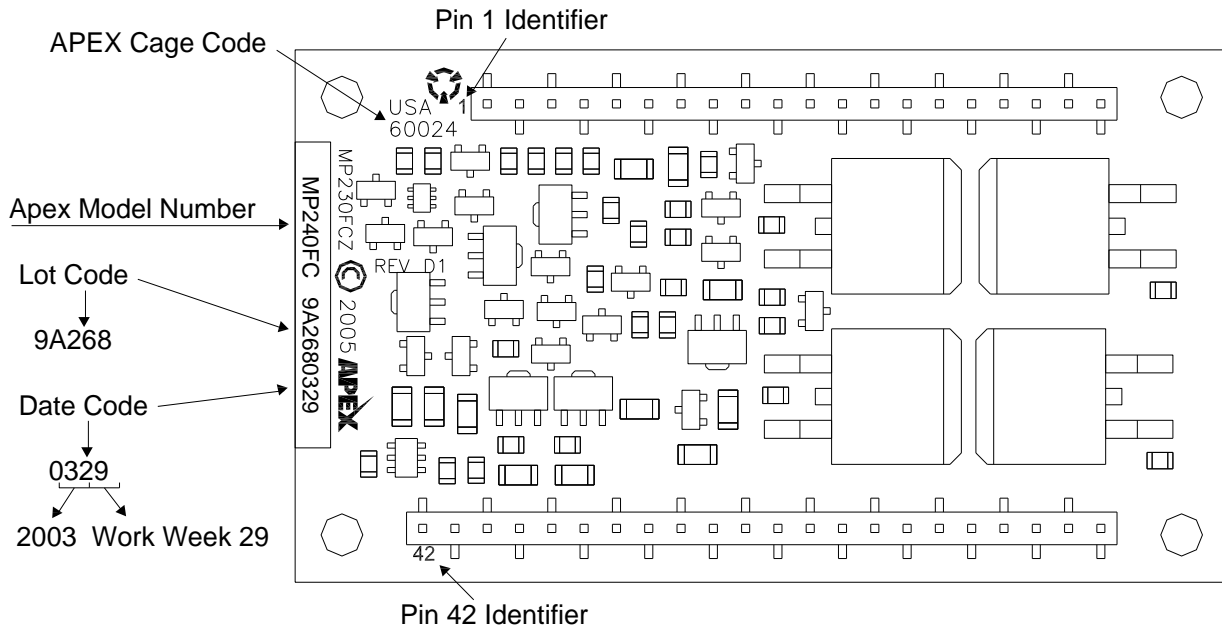 Pin 1 Identifier
APEX Cage Code
USA 1
60024
MP230FCZ © 2005 APEX
REV D1
MP240FC 9A2680329
Apex Model Number
Lot Code
9A268
Date Code
0329
2003 Work Week 29
42
Pin 42 Identifier